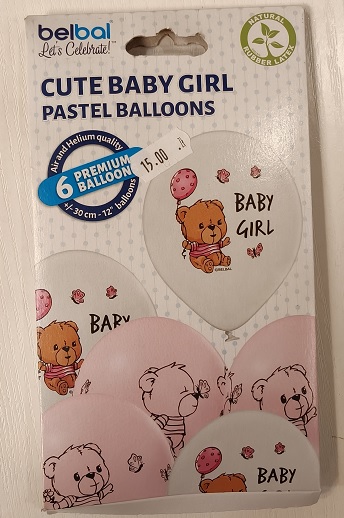 belbal™
Let's Celebrate!
NATURAL
RUBBER LATEX
CUTE BABY GIRL
PASTEL BALLOONS
Air and Helium quality
6 PREMIUM
BALLOON
+/-30 cm - 12" balloons
15.00
BABY
GIRL
©BELBAL
BABY
BABY